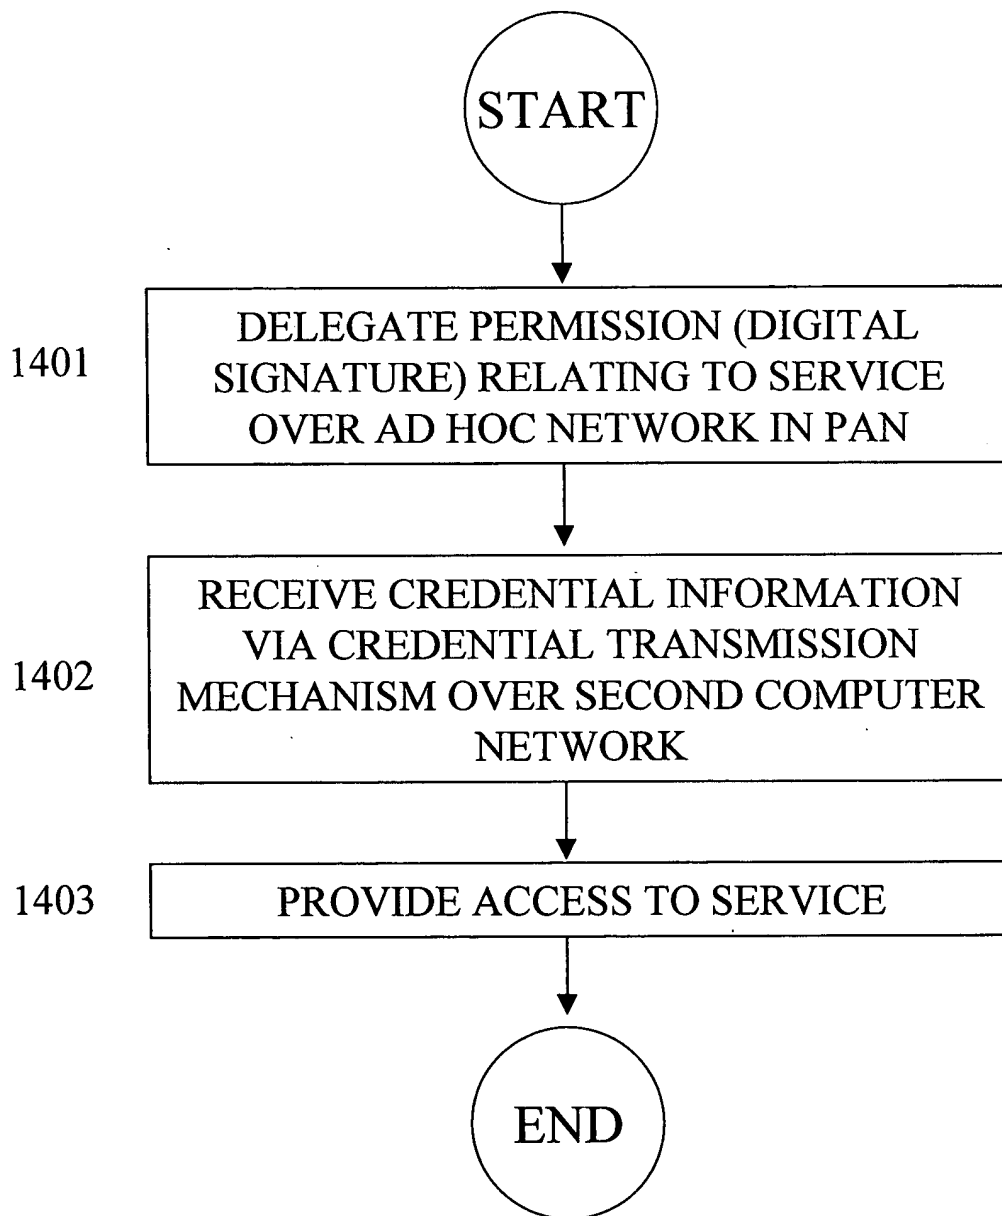 START
1401
DELEGATE PERMISSION (DIGITAL
SIGNATURE) RELATING TO SERVICE
OVER AD HOC NETWORK IN PAN
1402
RECEIVE CREDENTIAL INFORMATION
VIA CREDENTIAL TRANSMISSION
MECHANISM OVER SECOND COMPUTER
NETWORK
1403
PROVIDE ACCESS TO SERVICE
END